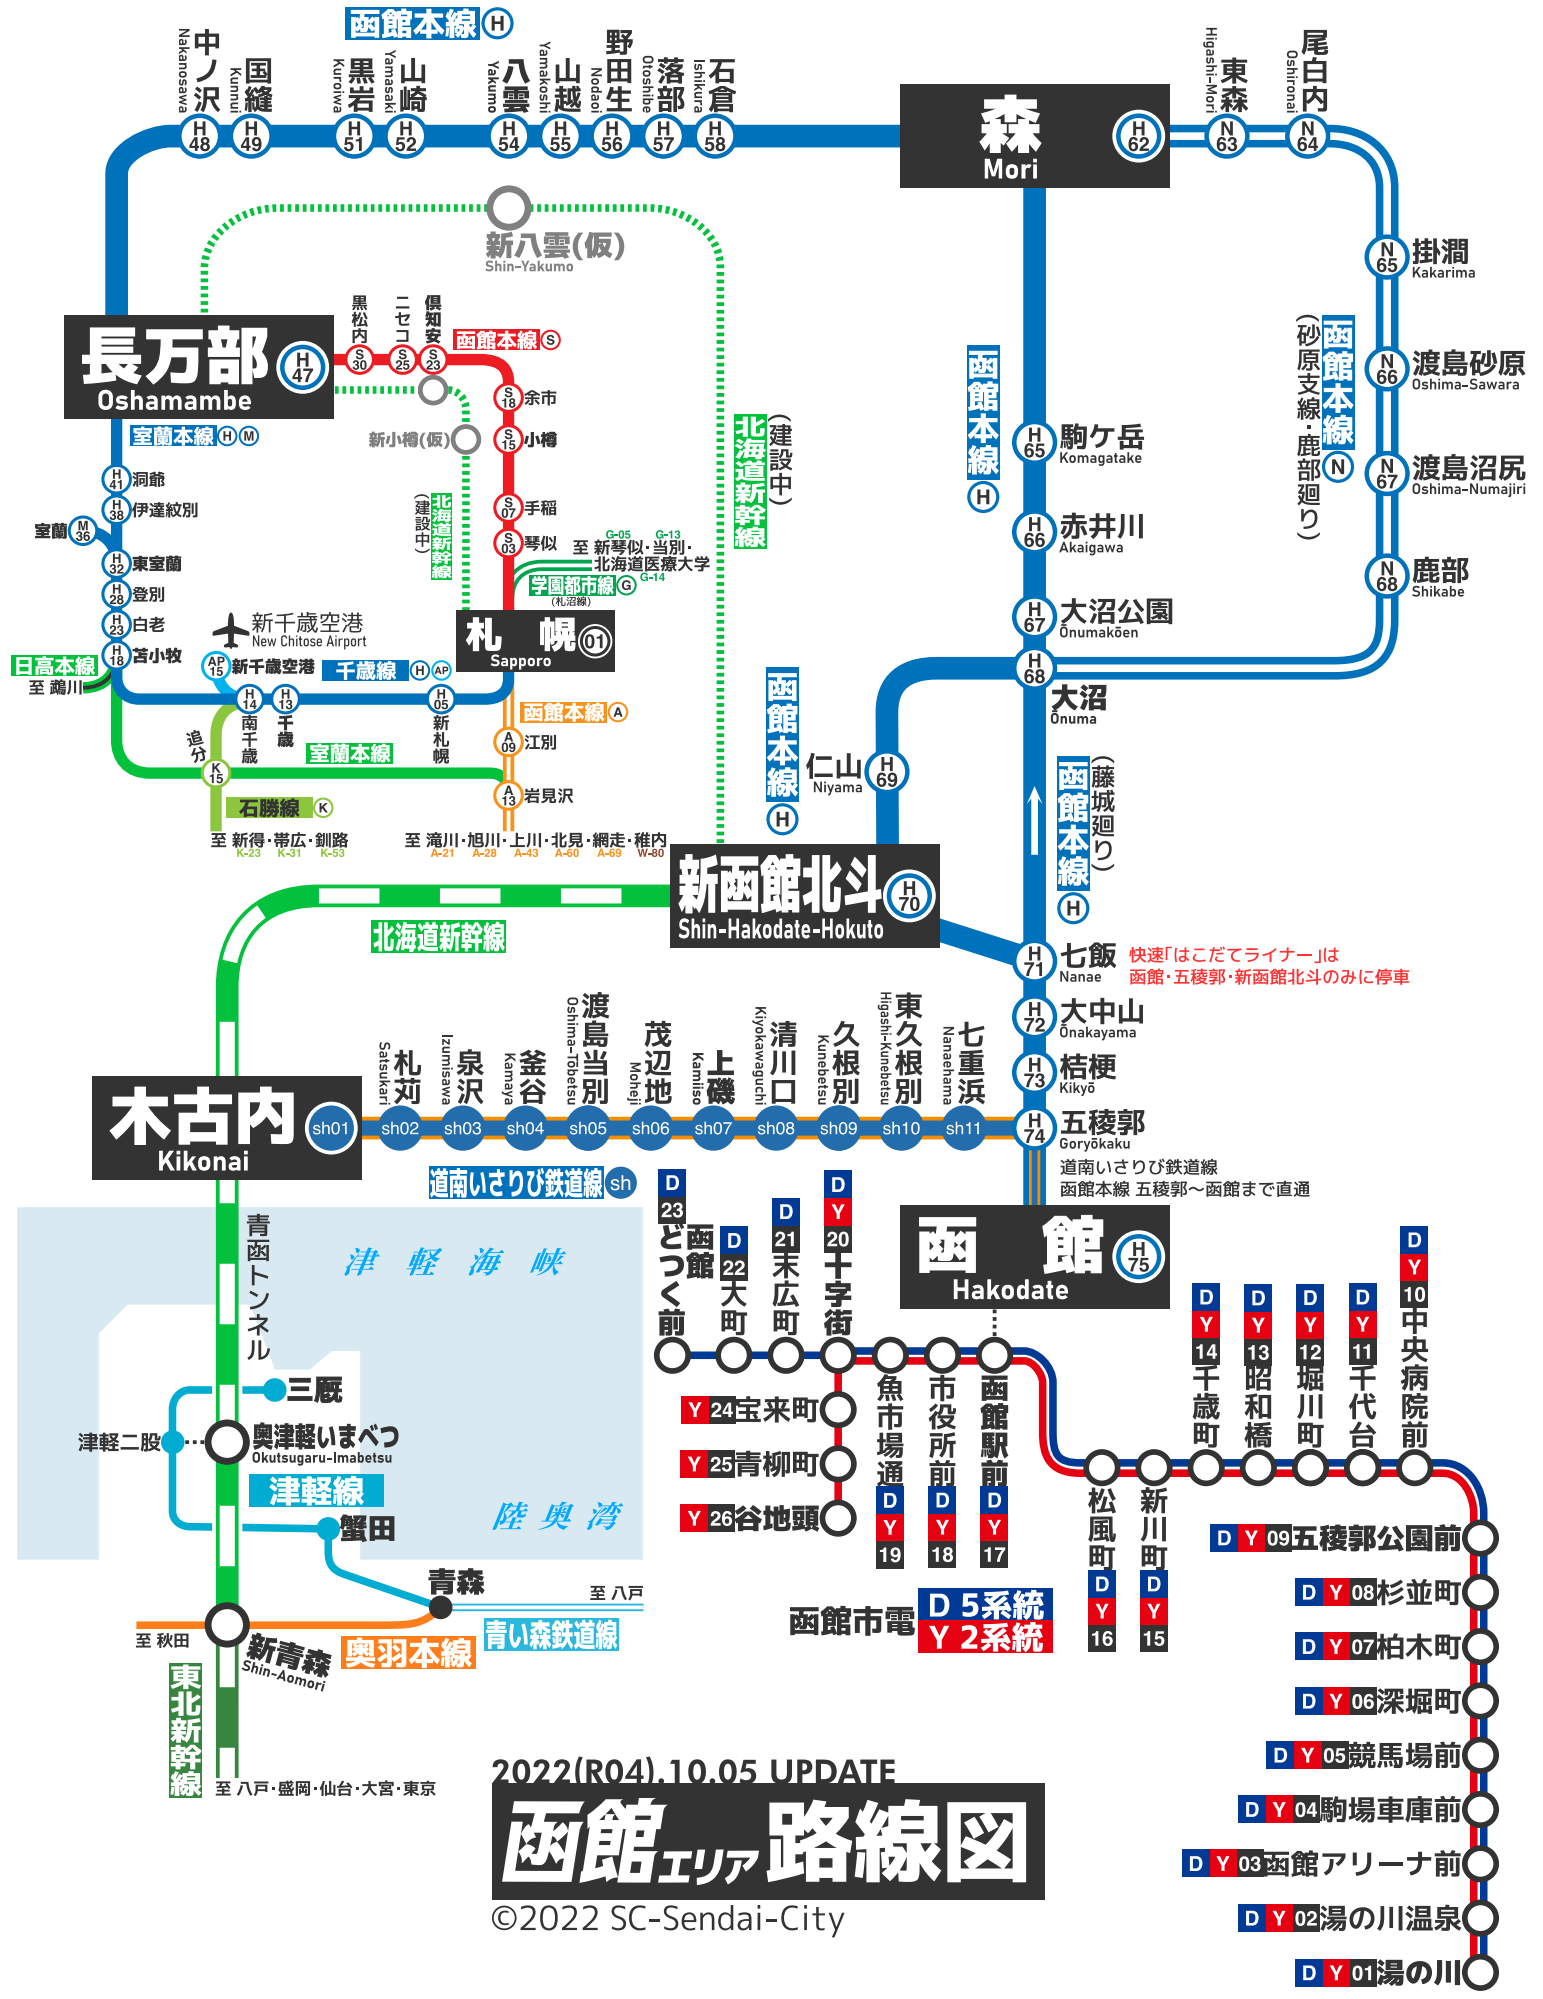 函館本線 H
中ノ沢 Nakanosawa H 48
国縫 Kunnui H 49
黒岩 Kuroiwa H 51
山崎 Yamasaki H 52
八雲 Yakumo H 54
山越 Yamakoshi H 55
野田生 Nodaoi H 56
落部 Otoshibe H 57
石倉 Ishikura H 58
森 H 62
Mori
東森 Higashi-Mori N 63
尾白内 Oshironai N 64
掛澗 N 65
Kakarima
渡島砂原 N 66
Oshima-Sawara
渡島沼尻 N 67
Oshima-Numajiri
鹿部 N 68
Shikabe
函館本線 N
(砂原支線・鹿部廻り)
新八雲(仮)
Shin-Yakumo
北海道新幹線
(建設中)
長万部 H 47
Oshamambe
黒松内 S 30
ニセコ S 25
倶知安 S 23
函館本線 S
S 18 余市
新小樽(仮)
S 15 小樽
S 07 手稲
S 03 琴似
北海道新幹線
(建設中)
G-05 G-13
至 新琴似・当別・
北海道医療大学
G-14
学園都市線 G
(札沼線)
札幌 01
Sapporo
室蘭本線 H M
H 41 洞爺
H 38 伊達紋別
室蘭 M 36
H 32 東室蘭
H 28 登別
H 23 白老
H 18 苫小牧
日高本線
至 鵡川
新千歳空港
New Chitose Airport
AP 15 新千歳空港
千歳線 H AP
H 14 南千歳
H 13 千歳
H 05 新札幌
函館本線 A
A 09 江別
A 13 岩見沢
追分 K 15
室蘭本線
石勝線 K
至 新得・帯広・釧路
K-23 K-31 K-53
至 滝川・旭川・上川・北見・網走・稚内
A-21 A-28 A-43 A-60 A-69 W-80
函館本線 H
H 65 駒ケ岳
Komagatake
H 66 赤井川
Akaigawa
H 67 大沼公園
Ōnumakōen
H 68 大沼
Ōnuma
函館本線 H
仁山 H 69
Niyama
函館本線 H
(藤城廻り)
新函館北斗 H 70
Shin-Hakodate-Hokuto
北海道新幹線
H 71 七飯
Nanae
快速「はこだてライナー」は
函館・五稜郭・新函館北斗のみに停車
H 72 大中山
Ōnakayama
H 73 桔梗
Kikyō
H 74 五稜郭
Goryōkaku
道南いさりび鉄道線
函館本線 五稜郭～函館まで直通
木古内 sh01
Kikonai
札苅 Satsukari sh02
泉沢 Izumisawa sh03
釜谷 Kamaya sh04
渡島当別 Oshima-Tōbetsu sh05
茂辺地 Moheji sh06
上磯 Kamiiso sh07
清川口 Kiyokawaguchi sh08
久根別 Kunebetsu sh09
東久根別 Higashi-Kunebetsu sh10
七重浜 Nanaehama sh11
道南いさりび鉄道線 sh
函館 H 75
Hakodate
青函トンネル
津軽海峡
三厩
津軽二股
奥津軽いまべつ
Okutsugaru-Imabetsu
津軽線
蟹田
陸奥湾
青森
至 八戸
青い森鉄道線
至 秋田
新青森
Shin-Aomori
奥羽本線
東北新幹線
至 八戸・盛岡・仙台・大宮・東京
D 23 函館どつく前
D 22 大町
D 21 末広町
D Y 20 十字街
Y 24 宝来町
Y 25 青柳町
Y 26 谷地頭
魚市場通 D Y 19
市役所前 D Y 18
函館駅前 D Y 17
松風町 D Y 16
新川町 D Y 15
D Y 14 千歳町
D Y 13 昭和橋
D Y 12 堀川町
D Y 11 千代台
D Y 10 中央病院前
D Y 09 五稜郭公園前
D Y 08 杉並町
D Y 07 柏木町
D Y 06 深堀町
D Y 05 競馬場前
D Y 04 駒場車庫前
D Y 03 函館アリーナ前
D Y 02 湯の川温泉
D Y 01 湯の川
函館市電
D 5系統
Y 2系統
2022(R04).10.05 UPDATE
函館エリア路線図
©2022 SC-Sendai-City